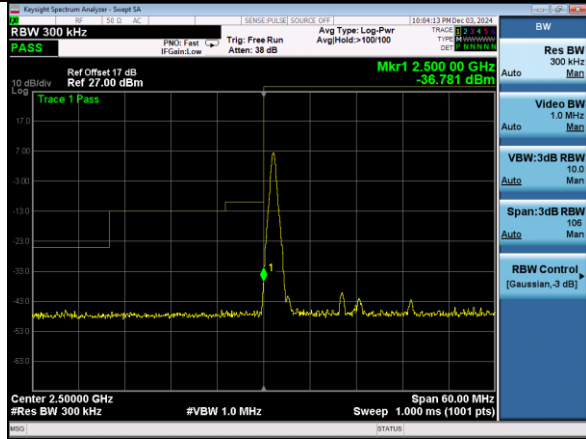 Keysight Spectrum Analyzer - Swept SA
RF 50 Ω AC SENSE:PULSE SOURCE OFF 10:04:13 PM Dec 03, 2024
RBW 300 kHz
PASS
PNO: Fast
IFGain:Low
Trig: Free Run
Atten: 38 dB
Avg Type: Log-Pwr
Avg|Hold:>100/100
TRACE 1 2 3 4 5 6
TYPE M WWWWW
DET P N N N N N
Ref Offset 17 dB
10 dB/div Ref 27.00 dBm
Mkr1 2.500 00 GHz
-36.781 dBm
Log
Trace 1 Pass
17.0
7.00
-3.00
-13.0
-23.0
-33.0
-43.0
-53.0
-63.0
1
Center 2.50000 GHz Span 60.00 MHz
#Res BW 300 kHz #VBW 1.0 MHz Sweep 1.000 ms (1001 pts)
MSG STATUS
BW
Res BW
300 kHz
Auto Man
Video BW
1.0 MHz
Auto Man
VBW:3dB RBW
10.0
Auto Man
Span:3dB RBW
106
Auto Man
RBW Control
[Gaussian,-3 dB]